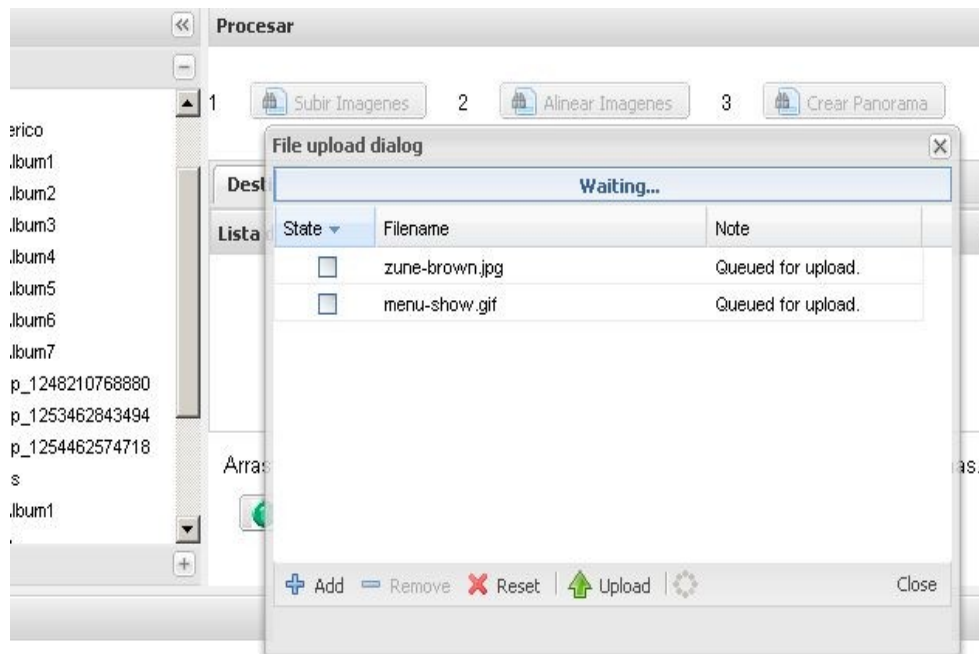 Procesar
1 Subir Imagenes 2 Alinear Imagenes 3 Crear Panorama
erico
lbum1
lbum2
lbum3
lbum4
lbum5
lbum6
lbum7
p_1248210768880
p_1253462843494
p_1254462574718
s
lbum1
File upload dialog
Waiting...
State Filename Note
zune-brown.jpg Queued for upload.
menu-show.gif Queued for upload.
Add Remove Reset Upload Close
Desti
Lista
Arras
as.